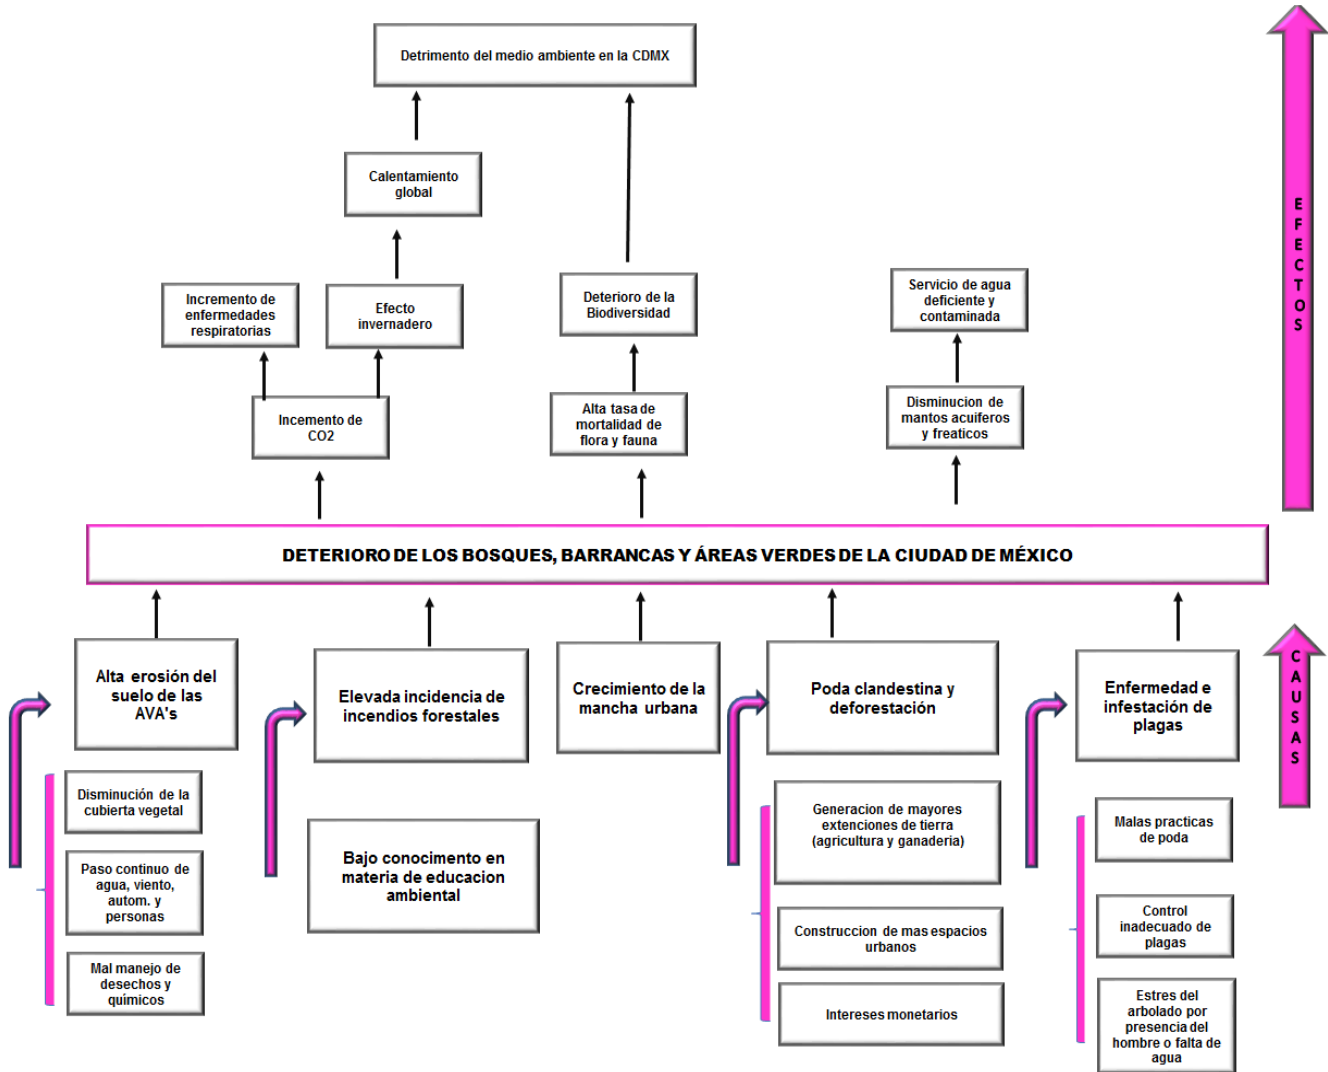 Detrimento del medio ambiente en la CDMX
Calentamiento
global
Incremento de
enfermedades
respiratorias
Efecto
invernadero
Deterioro de la
Biodiversidad
Servicio de agua
deficiente y
contaminada
Incemento de
CO2
Alta tasa de
mortalidad de
flora y fauna
Disminucion de
mantos acuiferos
y freaticos
EFECTOS
DETERIORO DE LOS BOSQUES, BARRANCAS Y ÁREAS VERDES DE LA CIUDAD DE MÉXICO
Alta erosión del
suelo de las
AVA's
Elevada incidencia de
incendios forestales
Crecimiento de la
mancha urbana
Poda clandestina y
deforestación
Enfermedad e
infestación de
plagas
CAUSAS
Disminución de la
cubierta vegetal
Paso continuo de
agua, viento,
autom. y
personas
Mal manejo de
desechos y
químicos
Bajo conocimento en
materia de educacion
ambiental
Generacion de mayores
extenciones de tierra
(agricultura y ganaderia)
Construccion de mas espacios
urbanos
Intereses monetarios
Malas practicas
de poda
Control
inadecuado de
plagas
Estres del
arbolado por
presencia del
hombre o falta de
agua